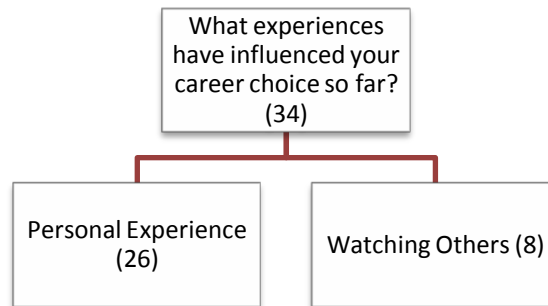 What experiences
have influenced your
career choice so far?
(34)
Personal Experience
(26)
Watching Others (8)